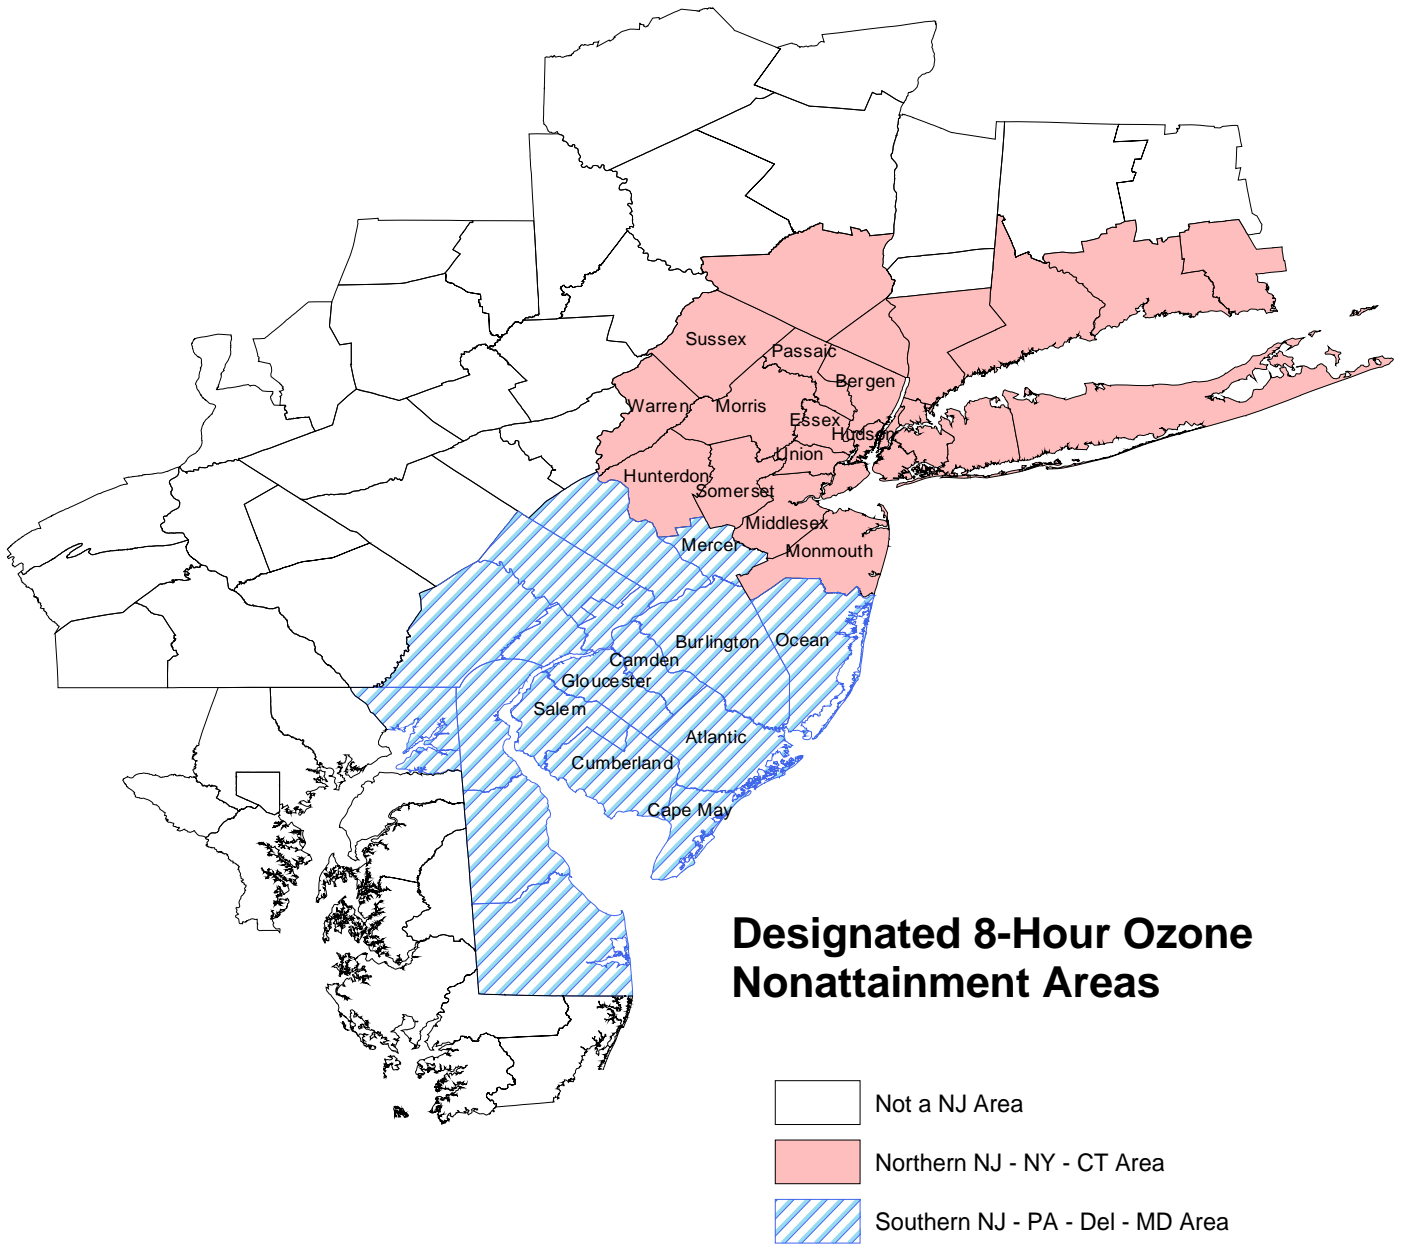 Sussex
Passaic
Bergen
Warren
Morris
Essex
Hudson
Union
Hunterdon
Somerset
Middlesex
Mercer
Monmouth
Burlington
Ocean
Camden
Gloucester
Salem
Atlantic
Cumberland
Cape May
Designated 8-Hour Ozone
Nonattainment Areas
Not a NJ Area
Northern NJ - NY - CT Area
Southern NJ - PA - Del - MD Area